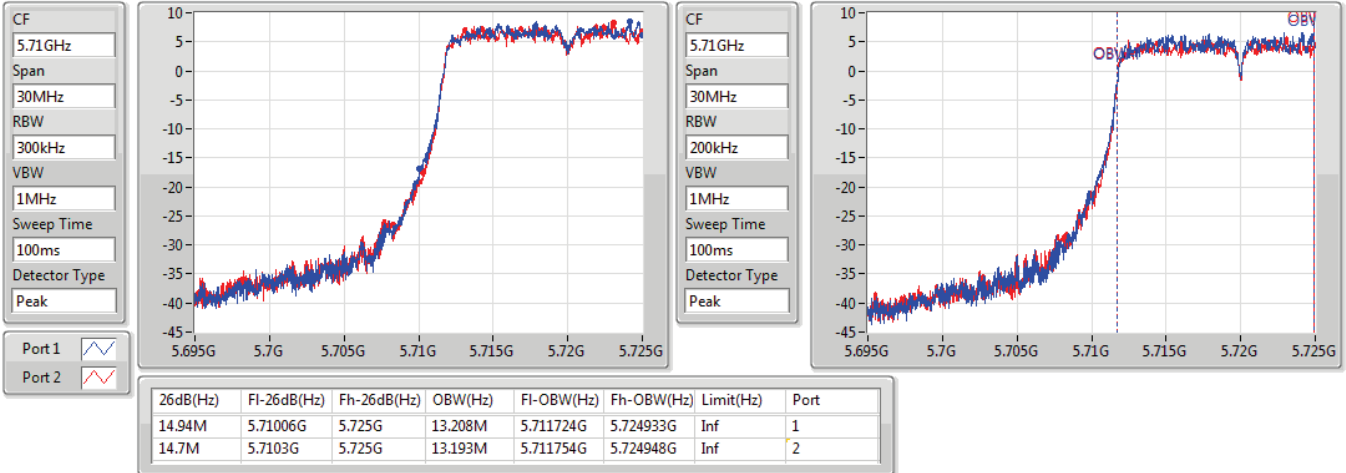 CF
5.71GHz
Span
30MHz
RBW
300kHz
VBW
1MHz
Sweep Time
100ms
Detector Type
Peak
10
5
0
-5
-10
-15
-20
-25
-30
-35
-40
-45
5.695G 5.7G 5.705G 5.71G 5.715G 5.72G 5.725G
CF
5.71GHz
Span
30MHz
RBW
200kHz
VBW
1MHz
Sweep Time
100ms
Detector Type
Peak
10
5
0
-5
-10
-15
-20
-25
-30
-35
-40
-45
OBW
OBW
5.695G 5.7G 5.705G 5.71G 5.715G 5.72G 5.725G
Port 1
Port 2
26dB(Hz) Fl-26dB(Hz) Fh-26dB(Hz) OBW(Hz) Fl-OBW(Hz) Fh-OBW(Hz) Limit(Hz) Port
14.94M 5.71006G 5.725G 13.208M 5.711724G 5.724933G Inf 1
14.7M 5.7103G 5.725G 13.193M 5.711754G 5.724948G Inf 2